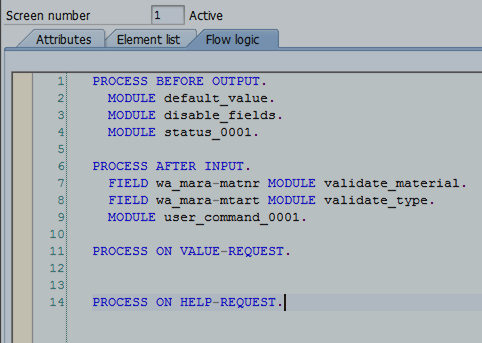 Screen number 1 Active
Attributes Element list Flow logic
1 PROCESS BEFORE OUTPUT.
2 MODULE default_value.
3 MODULE disable_fields.
4 MODULE status_0001.
5
6 PROCESS AFTER INPUT.
7 FIELD wa_mara-matnr MODULE validate_material.
8 FIELD wa_mara-mtart MODULE validate_type.
9 MODULE user_command_0001.
10
11 PROCESS ON VALUE-REQUEST.
12
13
14 PROCESS ON HELP-REQUEST.